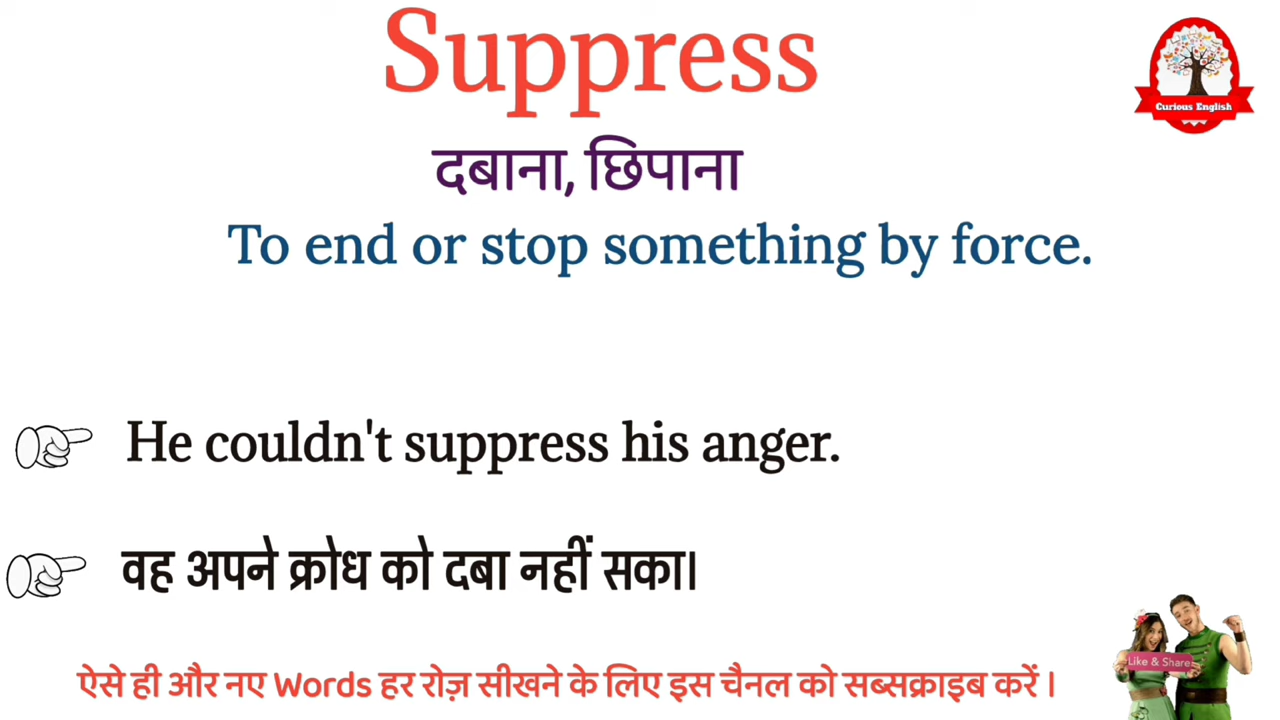 Suppress
Curious English
दबाना, छिपाना
To end or stop something by force.
He couldn't suppress his anger.
वह अपने क्रोध को दबा नहीं सका।
Like & Share
ऐसे ही और नए Words हर रोज़ सीखने के लिए इस चैनल को सब्सक्राइब करें ।